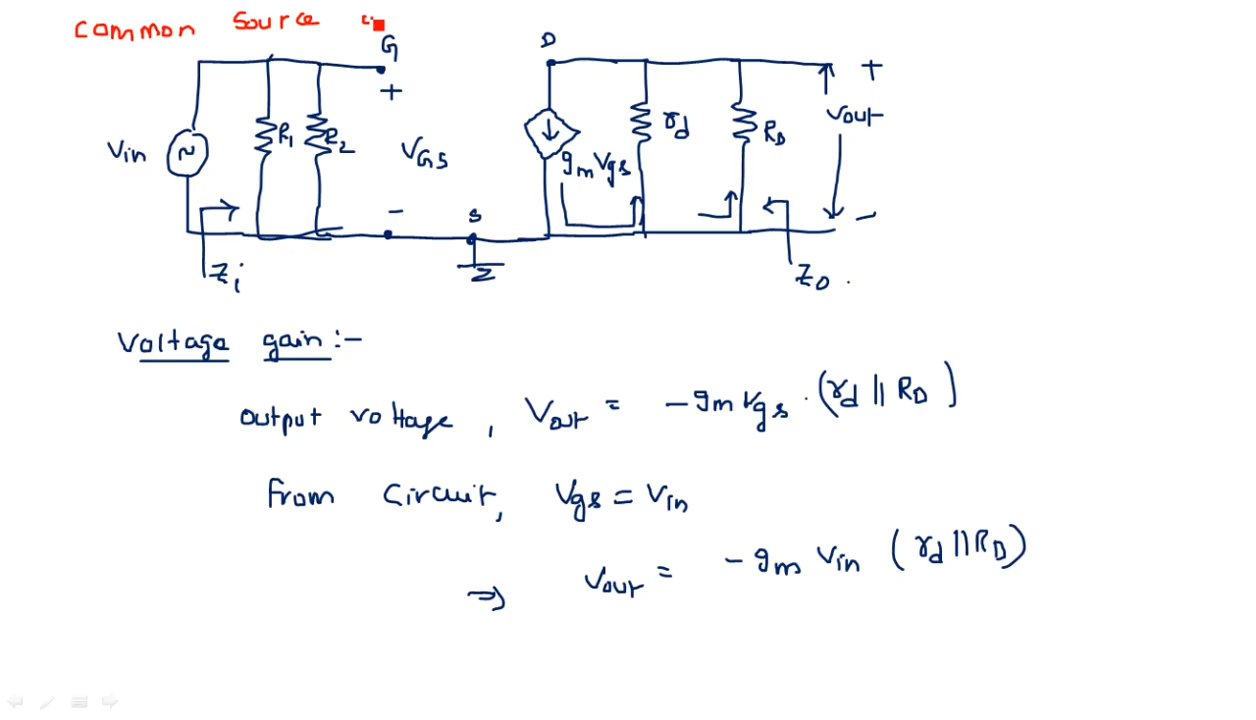 Common Source
G
D
+
+
Vin
R1
R2
VGS
gmVgs
rd
RD
Vout
-
S
-
Zi
Z0.
Voltage gain :-
output voltage, Vout = -gm Vgs . (rd || RD)
From Circuit, Vgs = Vin
⇒ Vout = -gm Vin (rd || RD)